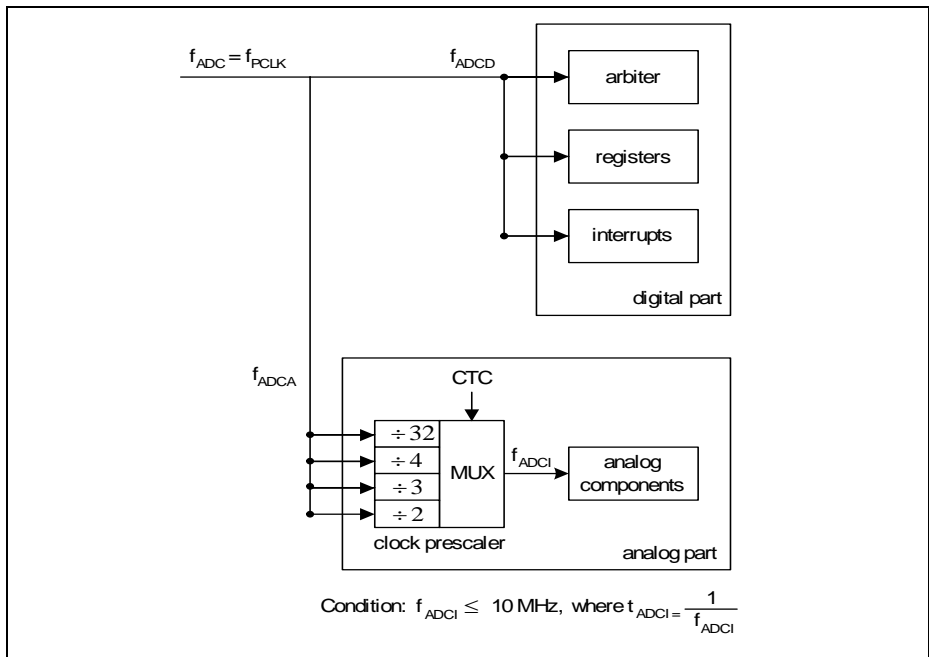 f_ADC = f_PCLK
f_ADCD
arbiter
registers
interrupts
digital part
f_ADCA
CTC
÷ 32
÷ 4
÷ 3
÷ 2
MUX
f_ADCI
analog
components
clock prescaler
analog part
Condition: f_ADCI ≤ 10 MHz, where t_ADCI = 1 / f_ADCI